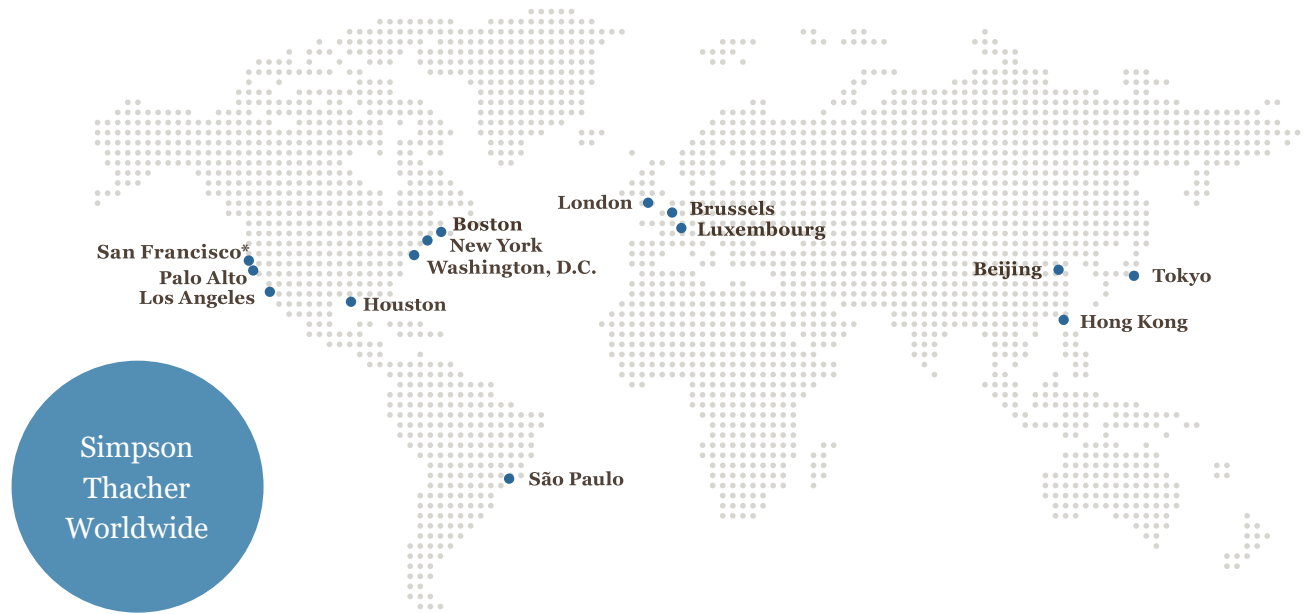 London
Brussels
Luxembourg
Boston
New York
Washington, D.C.
San Francisco*
Palo Alto
Los Angeles
Houston
Beijing
Tokyo
Hong Kong
São Paulo
Simpson
Thacher
Worldwide